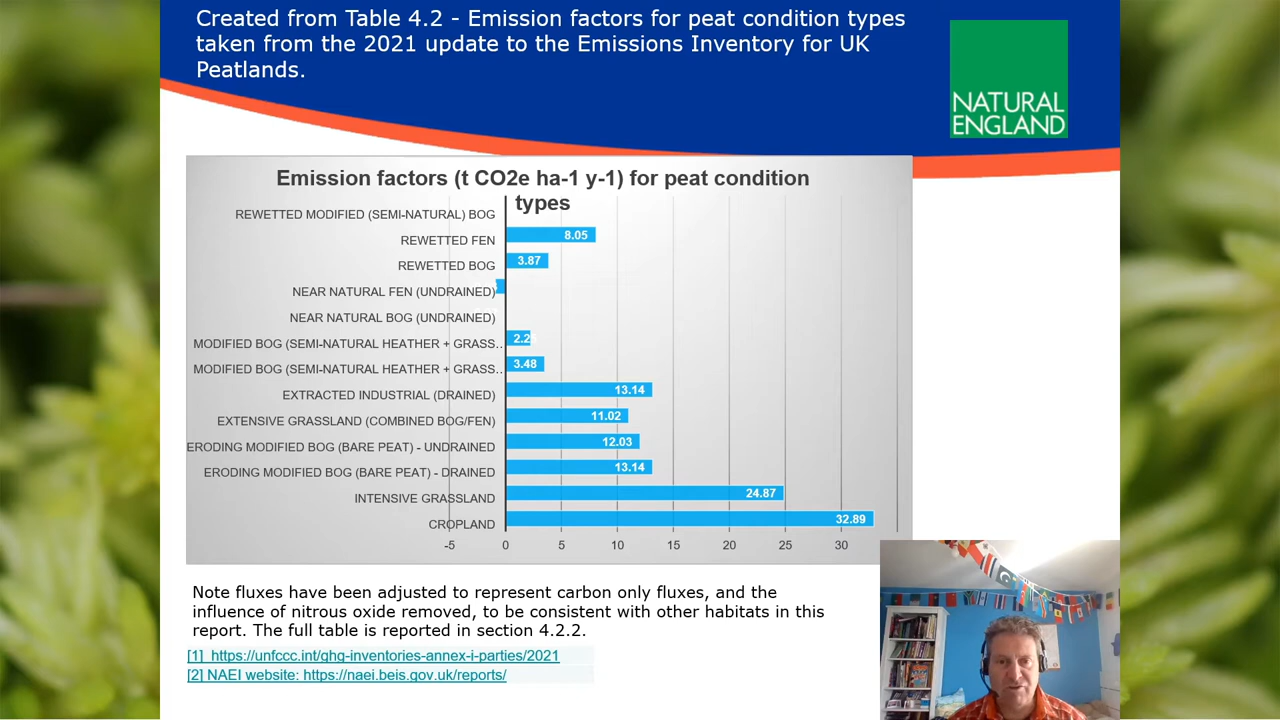 Created from Table 4.2 - Emission factors for peat condition types
taken from the 2021 update to the Emissions Inventory for UK
Peatlands.
NATURAL
ENGLAND
Emission factors (t CO2e ha-1 y-1) for peat condition
types
REWETTED MODIFIED (SEMI-NATURAL) BOG
REWETTED FEN 8.05
REWETTED BOG 3.87
NEAR NATURAL FEN (UNDRAINED)
NEAR NATURAL BOG (UNDRAINED)
MODIFIED BOG (SEMI-NATURAL HEATHER + GRASS..
MODIFIED BOG (SEMI-NATURAL HEATHER + GRASS.. 3.48
EXTRACTED INDUSTRIAL (DRAINED) 13.14
EXTENSIVE GRASSLAND (COMBINED BOG/FEN) 11.02
ERODING MODIFIED BOG (BARE PEAT) - UNDRAINED 12.03
ERODING MODIFIED BOG (BARE PEAT) - DRAINED 13.14
INTENSIVE GRASSLAND 24.87
CROPLAND 32.89
-5 0 5 10 15 20 25 30
Note fluxes have been adjusted to represent carbon only fluxes, and the
influence of nitrous oxide removed, to be consistent with other habitats in this
report. The full table is reported in section 4.2.2.
[1] https://unfccc.int/ghg-inventories-annex-i-parties/2021
[2] NAEI website: https://naei.beis.gov.uk/reports/